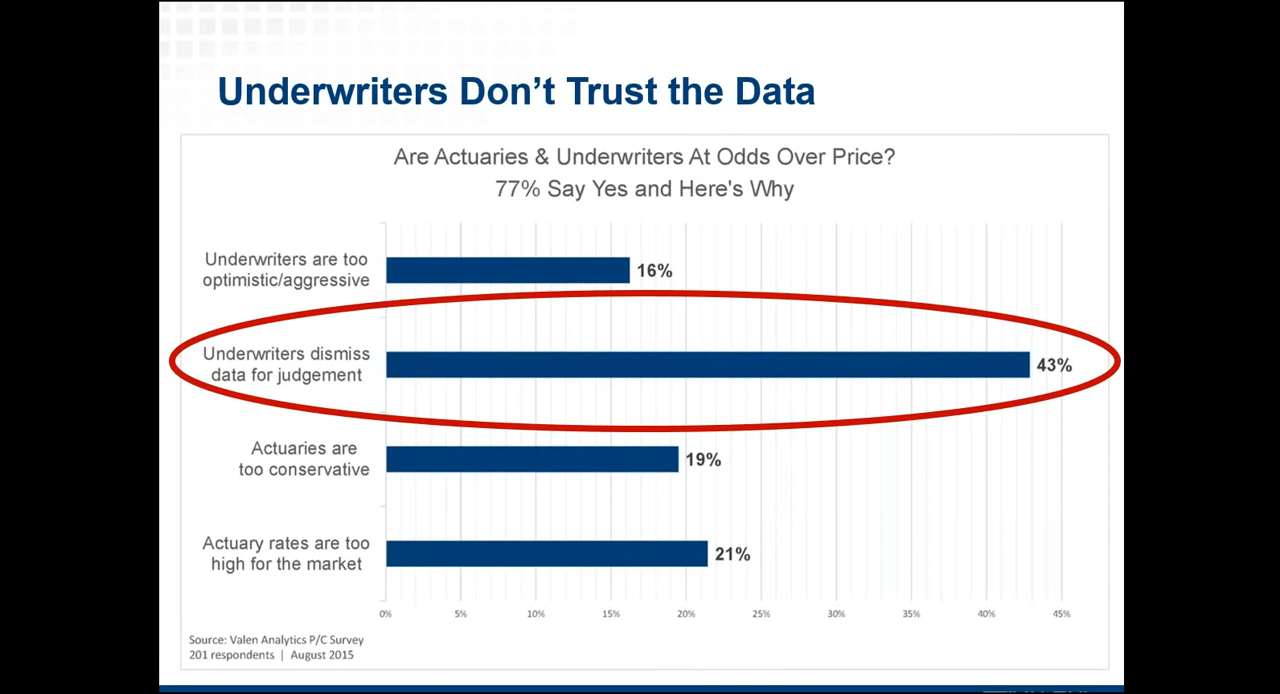 Underwriters Don't Trust the Data
Are Actuaries & Underwriters At Odds Over Price?
77% Say Yes and Here's Why
Underwriters are too
optimistic/aggressive
16%
Underwriters dismiss
data for judgement
43%
Actuaries are
too conservative
19%
Actuary rates are too
high for the market
21%
0% 5% 10% 15% 20% 25% 30% 35% 40% 45%
Source: Valen Analytics P/C Survey
201 respondents | August 2015